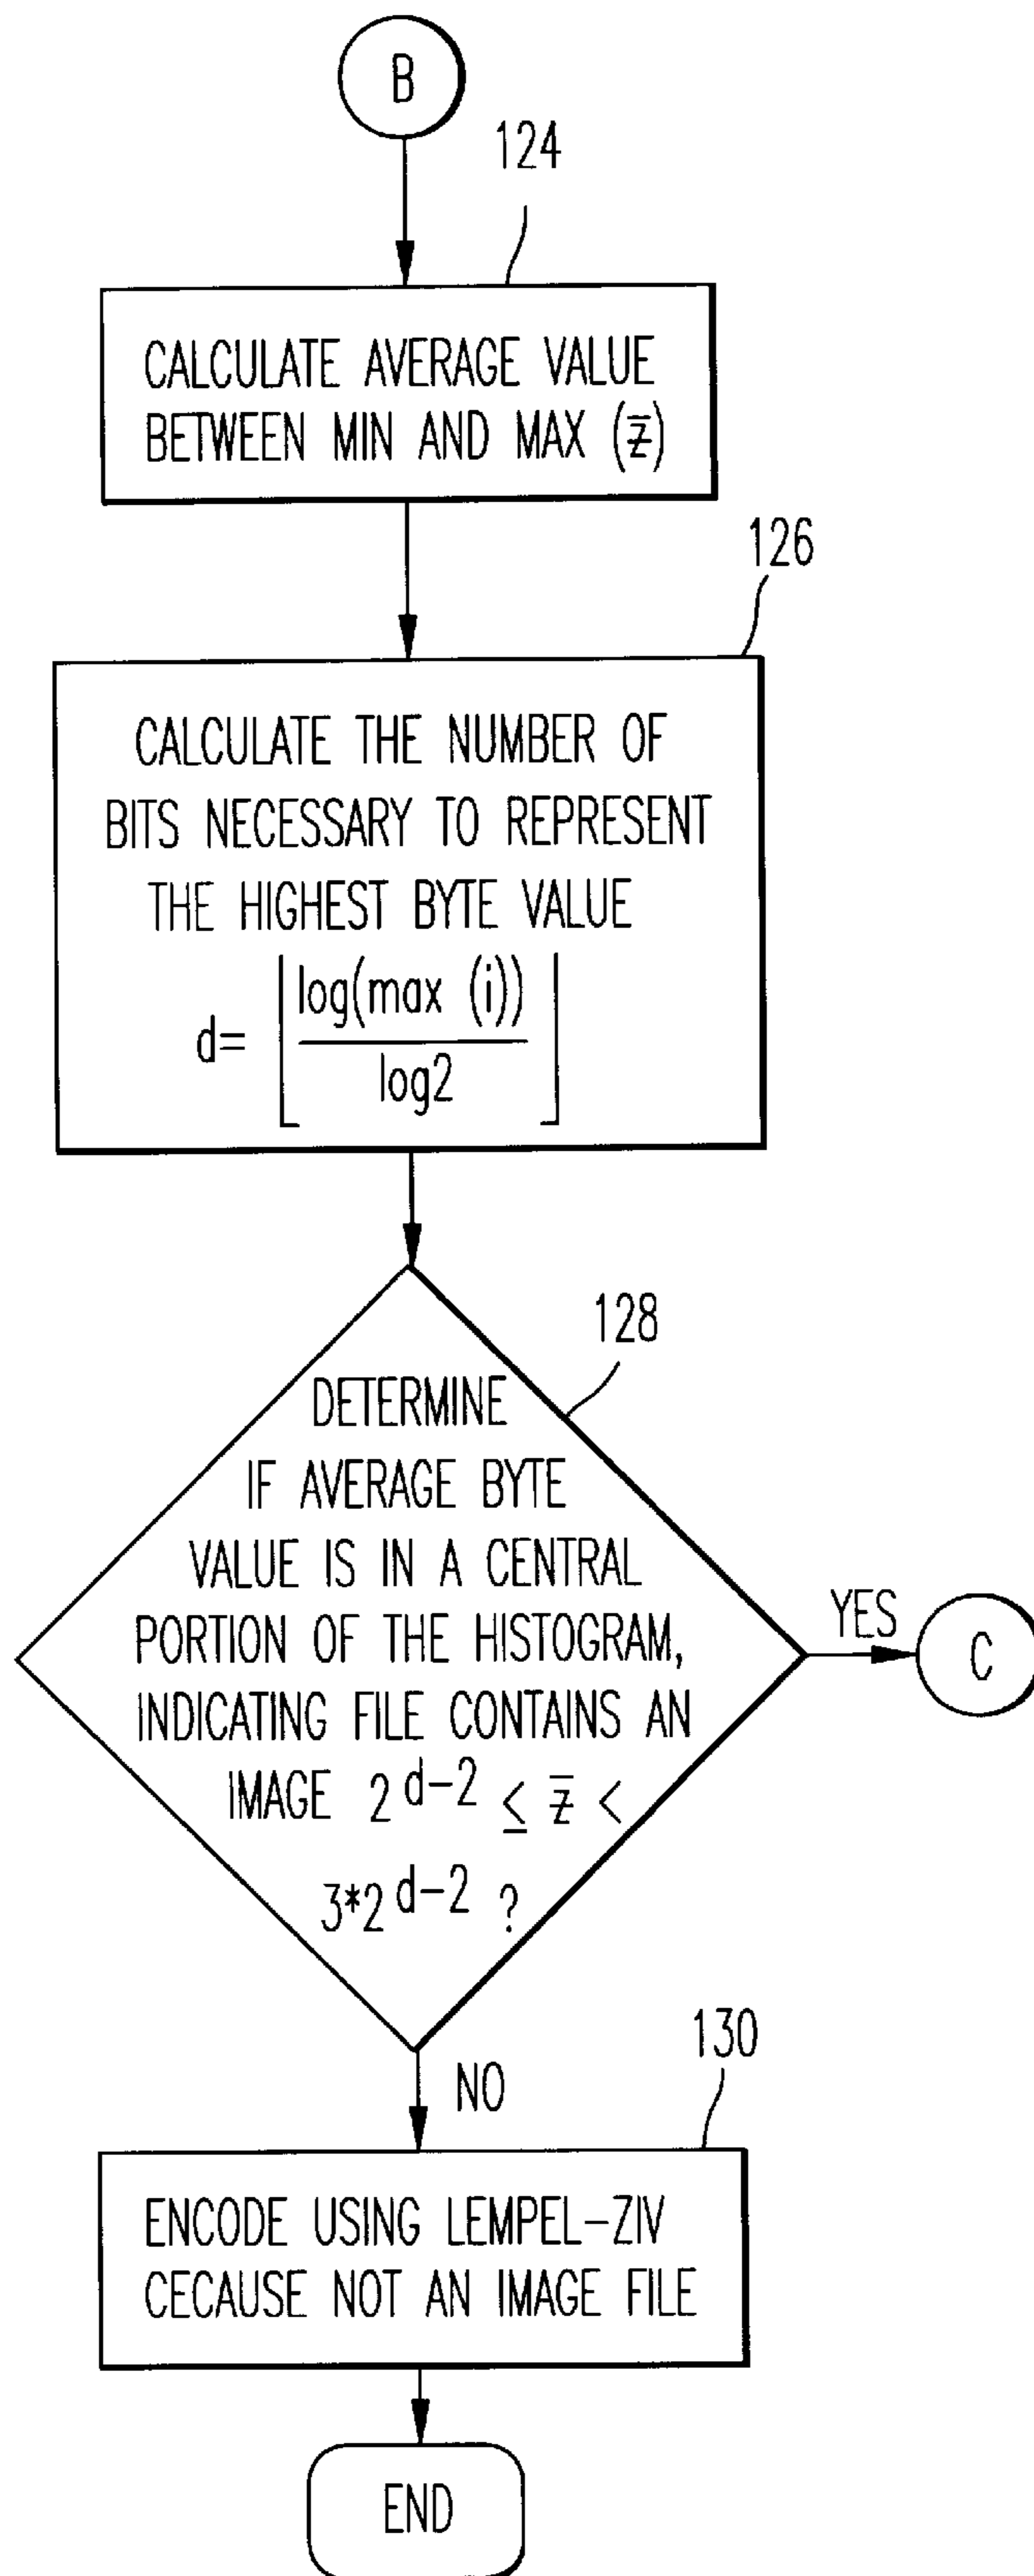 B
124
CALCULATE AVERAGE VALUE
BETWEEN MIN AND MAX (z̅)
126
CALCULATE THE NUMBER OF
BITS NECESSARY TO REPRESENT
THE HIGHEST BYTE VALUE
d= ⌊log(max (i)) / log2⌋
128
DETERMINE
IF AVERAGE BYTE
VALUE IS IN A CENTRAL
PORTION OF THE HISTOGRAM,
INDICATING FILE CONTAINS AN
IMAGE 2^d-2 ≤ z̅ <
3*2^d-2 ?
YES
C
NO
130
ENCODE USING LEMPEL-ZIV
CECAUSE NOT AN IMAGE FILE
END